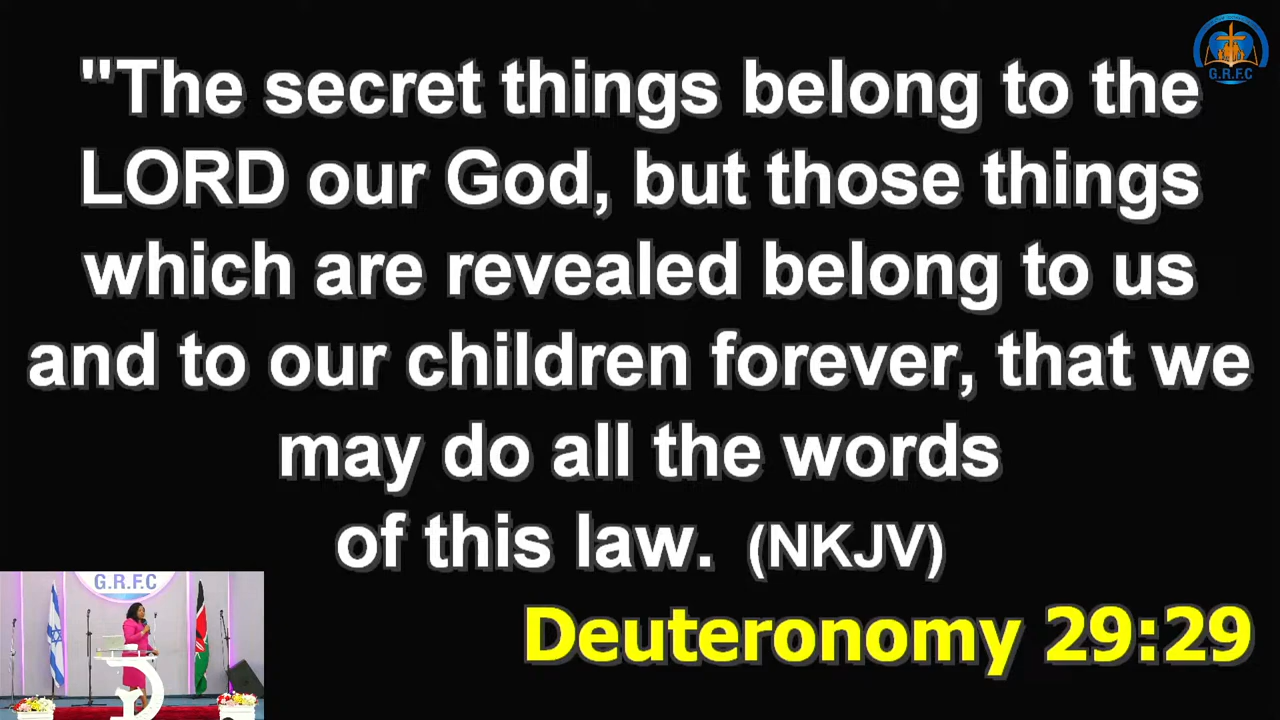 G.R.F.C
"The secret things belong to the
LORD our God, but those things
which are revealed belong to us
and to our children forever, that we
may do all the words
of this law. (NKJV)
Deuteronomy 29:29
G.R.F.C